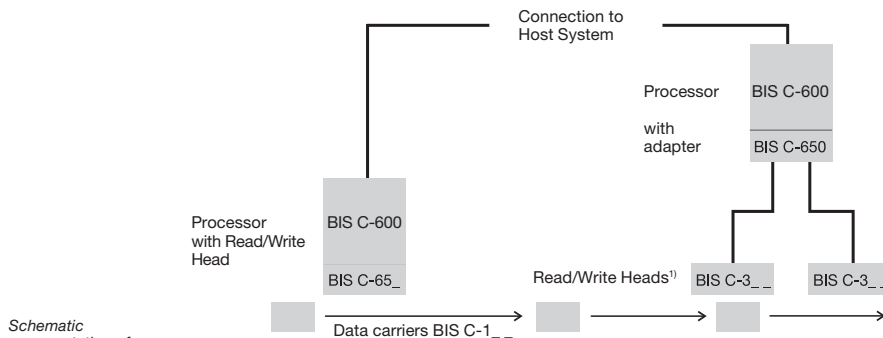 Connection to
Host System
Processor
with
adapter
BIS C-600
BIS C-650
Processor
with Read/Write
Head
BIS C-600
BIS C-65_
Read/Write Heads¹⁾
BIS C-3_ _
BIS C-3_ _
Schematic
Data carriers BIS C-1_ _